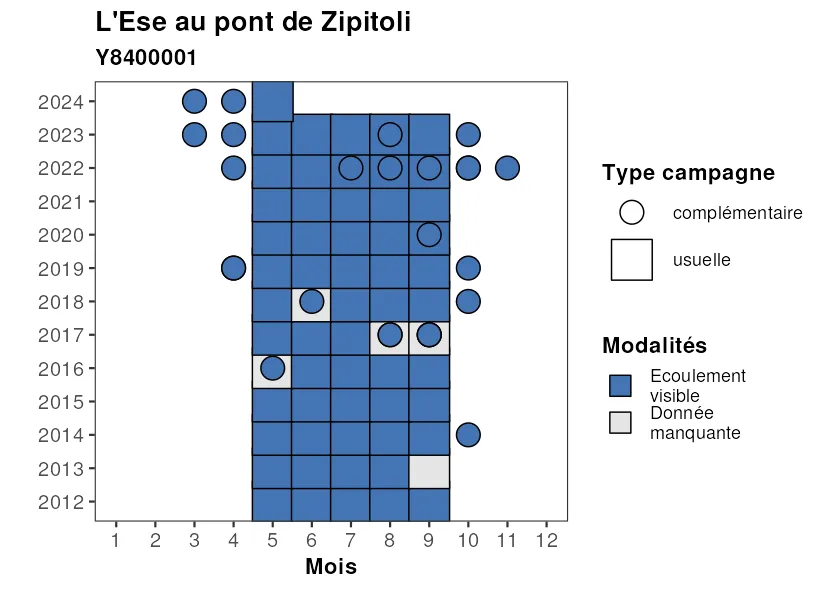 L'Ese au pont de Zipitoli
Y8400001
2024
2023
2022
2021
2020
2019
2018
2017
2016
2015
2014
2013
2012
1 2 3 4 5 6 7 8 9 10 11 12
Mois
Type campagne
complémentaire
usuelle
Modalités
Ecoulement
visible
Donnée
manquante